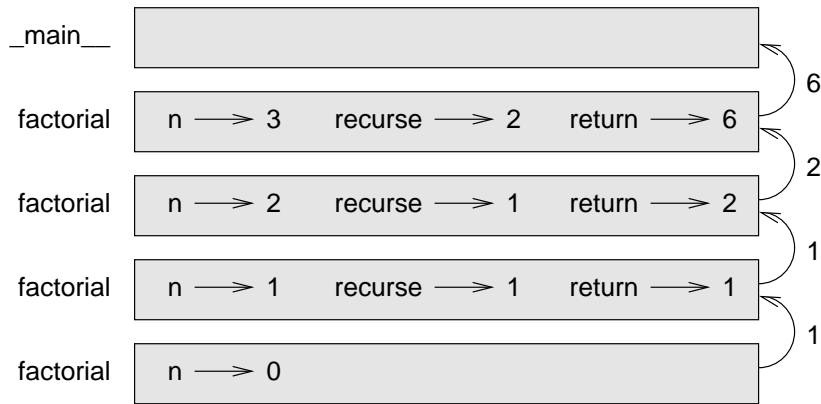 _main__
6
factorial n 3 recurse 2 return 6
2
factorial n 2 recurse 1 return 2
1
factorial n 1 recurse 1 return 1
1
factorial n 0